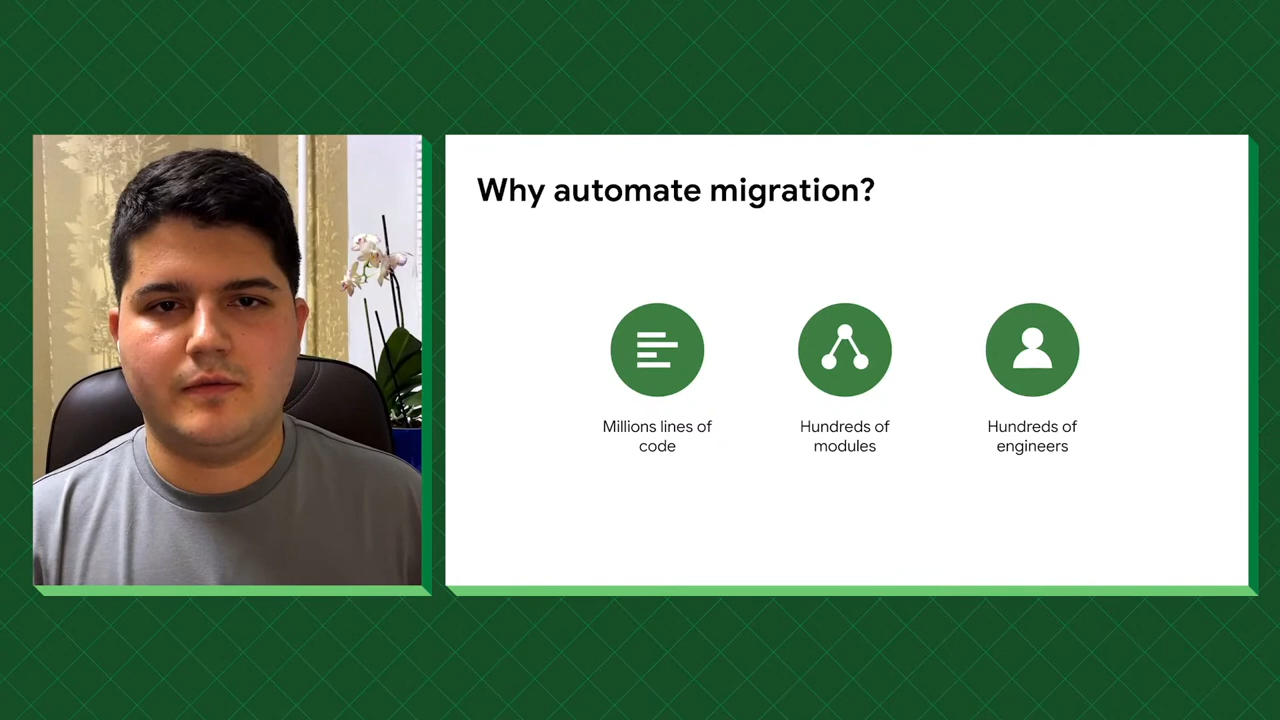 Why automate migration?
Millions lines of
code
Hundreds of
modules
Hundreds of
engineers